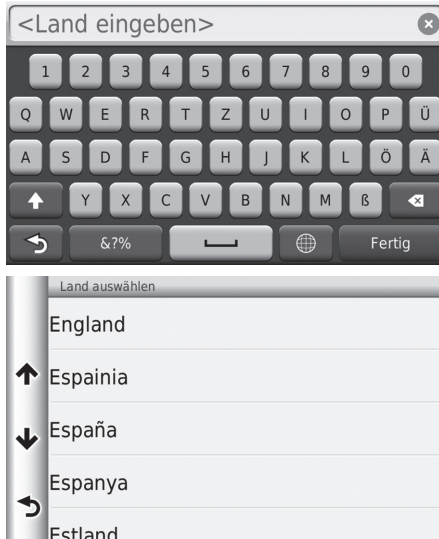 <Land eingeben>
1 2 3 4 5 6 7 8 9 0
Q W E R T Z U I O P Ü
A S D F G H J K L Ö Ä
Y X C V B N M ß
&?% Fertig
Land auswählen
England
Espainia
España
Espanya
Estland